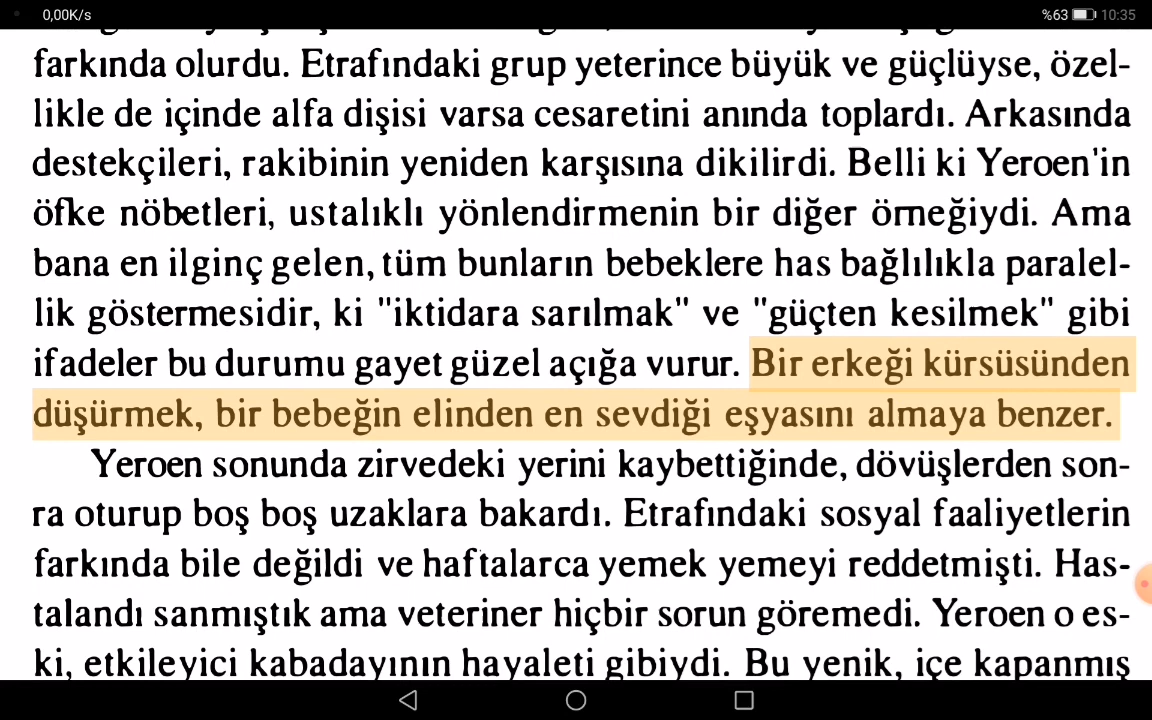 0,00K/s %63 10:35
farkında olurdu. Etrafındaki grup yeterince büyük ve güçlüyse, özel-
likle de içinde alfa dişisi varsa cesaretini anında toplardı. Arkasında
destekçileri, rakibinin yeniden karşısına dikilirdi. Belli ki Yeroen'in
öfke nöbetleri, ustalıklı yönlendirmenin bir diğer örneğiydi. Ama
bana en ilginç gelen, tüm bunların bebeklere has bağlılıkla paralel-
lik göstermesidir, ki "iktidara sarılmak" ve "güçten kesilmek" gibi
ifadeler bu durumu gayet güzel açığa vurur. Bir erkeği kürsüsünden
düşürmek, bir bebeğin elinden en sevdiği eşyasını almaya benzer.
Yeroen sonunda zirvedeki yerini kaybettiğinde, dövüşlerden son-
ra oturup boş boş uzaklara bakardı. Etrafındaki sosyal faaliyetlerin
farkında bile değildi ve haftalarca yemek yemeyi reddetmişti. Has-
talandı sanmıştık ama veteriner hiçbir sorun göremedi. Yeroen o es-
ki, etkileyici kabadayının hayaleti gibiydi. Bu yenik, içe kapanmış